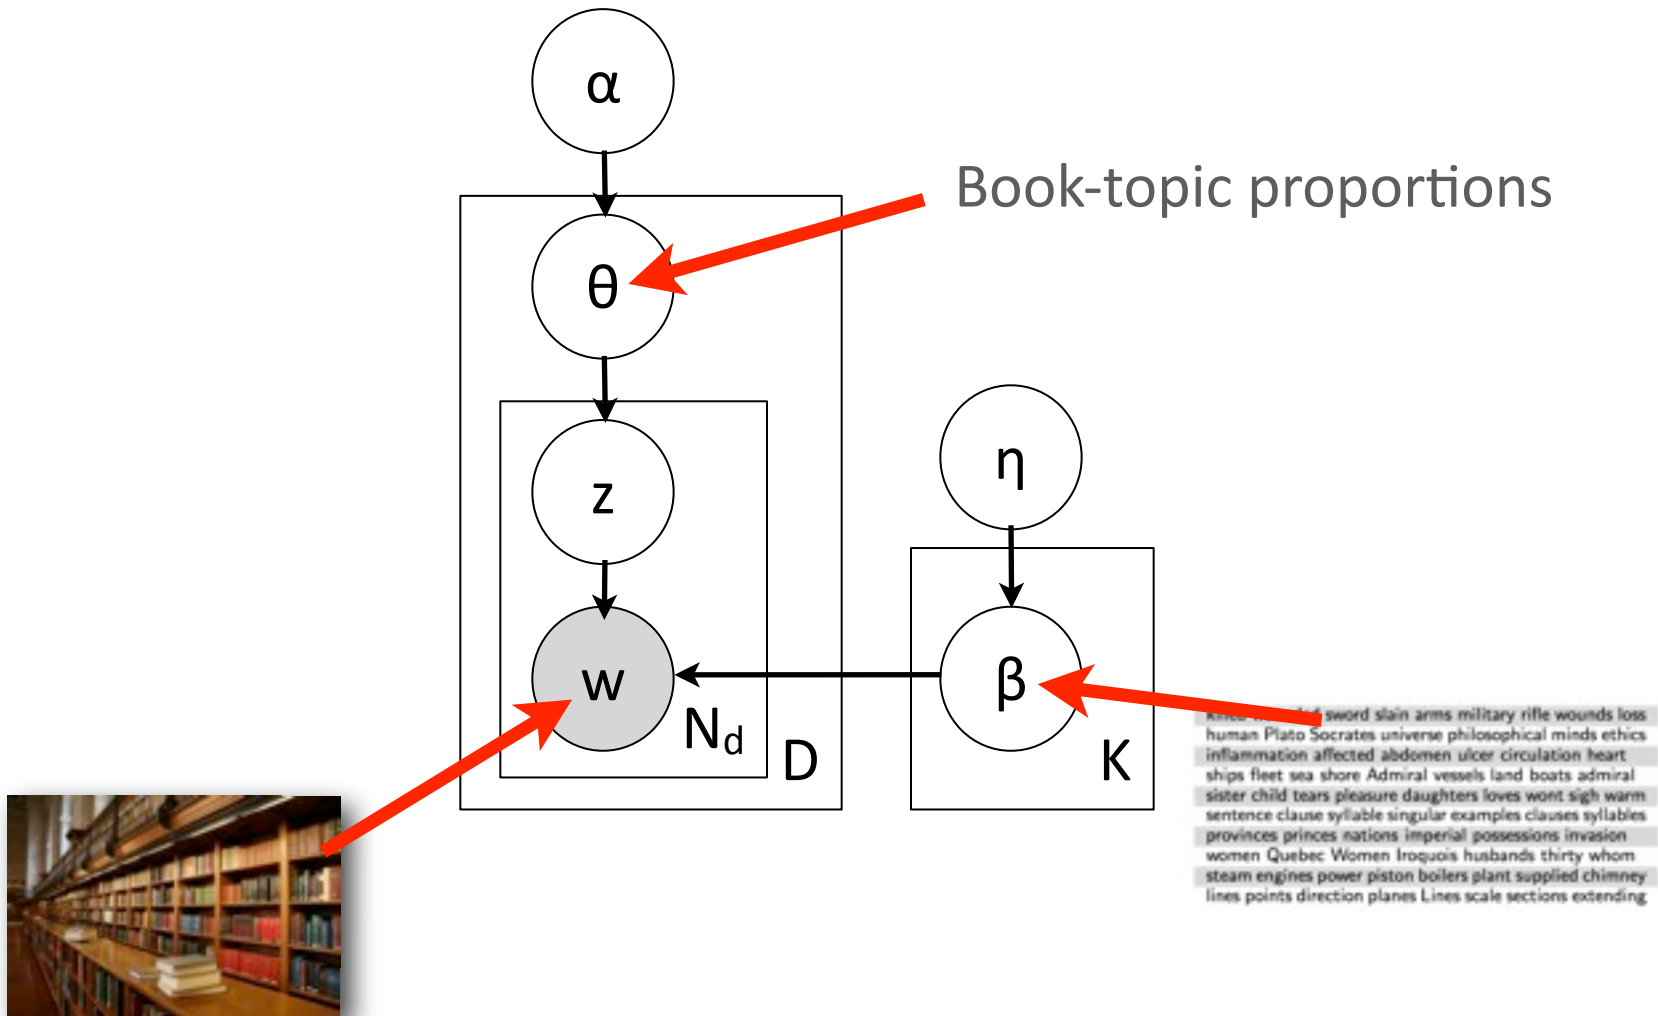 α
Book-topic proportions
θ
η
z
w
β
N_d
D
K
sword slain arms military rifle wounds loss
human Plato Socrates universe philosophical minds ethics
inflammation affected abdomen ulcer circulation heart
ships fleet sea shore Admiral vessels land boats admiral
sister child tears pleasure daughters loves wont sigh warm
sentence clause syllable singular examples clauses syllables
provinces princes nations imperial possessions invasion
women Quebec Women Iroquois husbands thirty whom
steam engines power piston boilers plant supplied chimney
lines points direction planes Lines scale sections extending